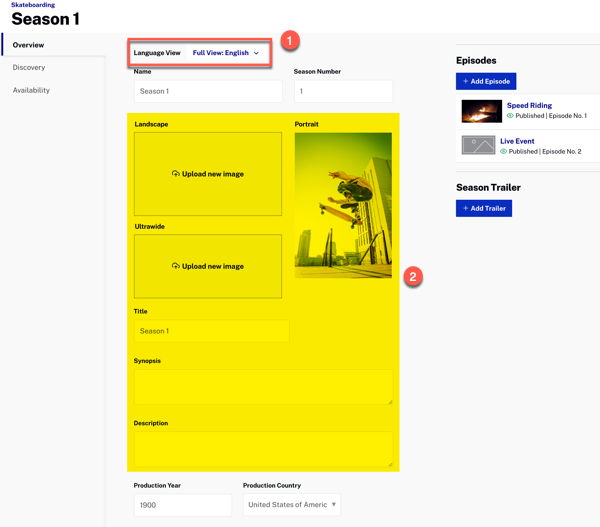 Skateboarding
Season 1
Overview
Discovery
Availability
Language View Full View: English
1
Name
Season 1
Season Number
1
Landscape
Upload new image
Portrait
Ultrawide
Upload new image
2
Title
Season 1
Synopsis
Description
Production Year
1900
Production Country
United States of Americ
Episodes
+ Add Episode
Speed Riding
Published | Episode No. 1
Live Event
Published | Episode No. 2
Season Trailer
+ Add Trailer